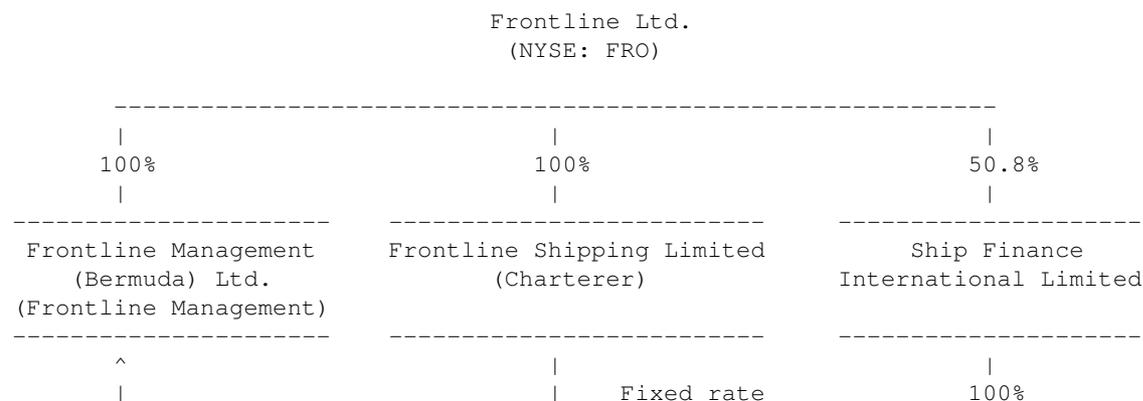 Frontline Ltd.
(NYSE: FRO)
100% 100% 50.8%
Frontline Management Frontline Shipping Limited Ship Finance
(Bermuda) Ltd. (Charterer) International Limited
(Frontline Management)
Fixed rate 100%